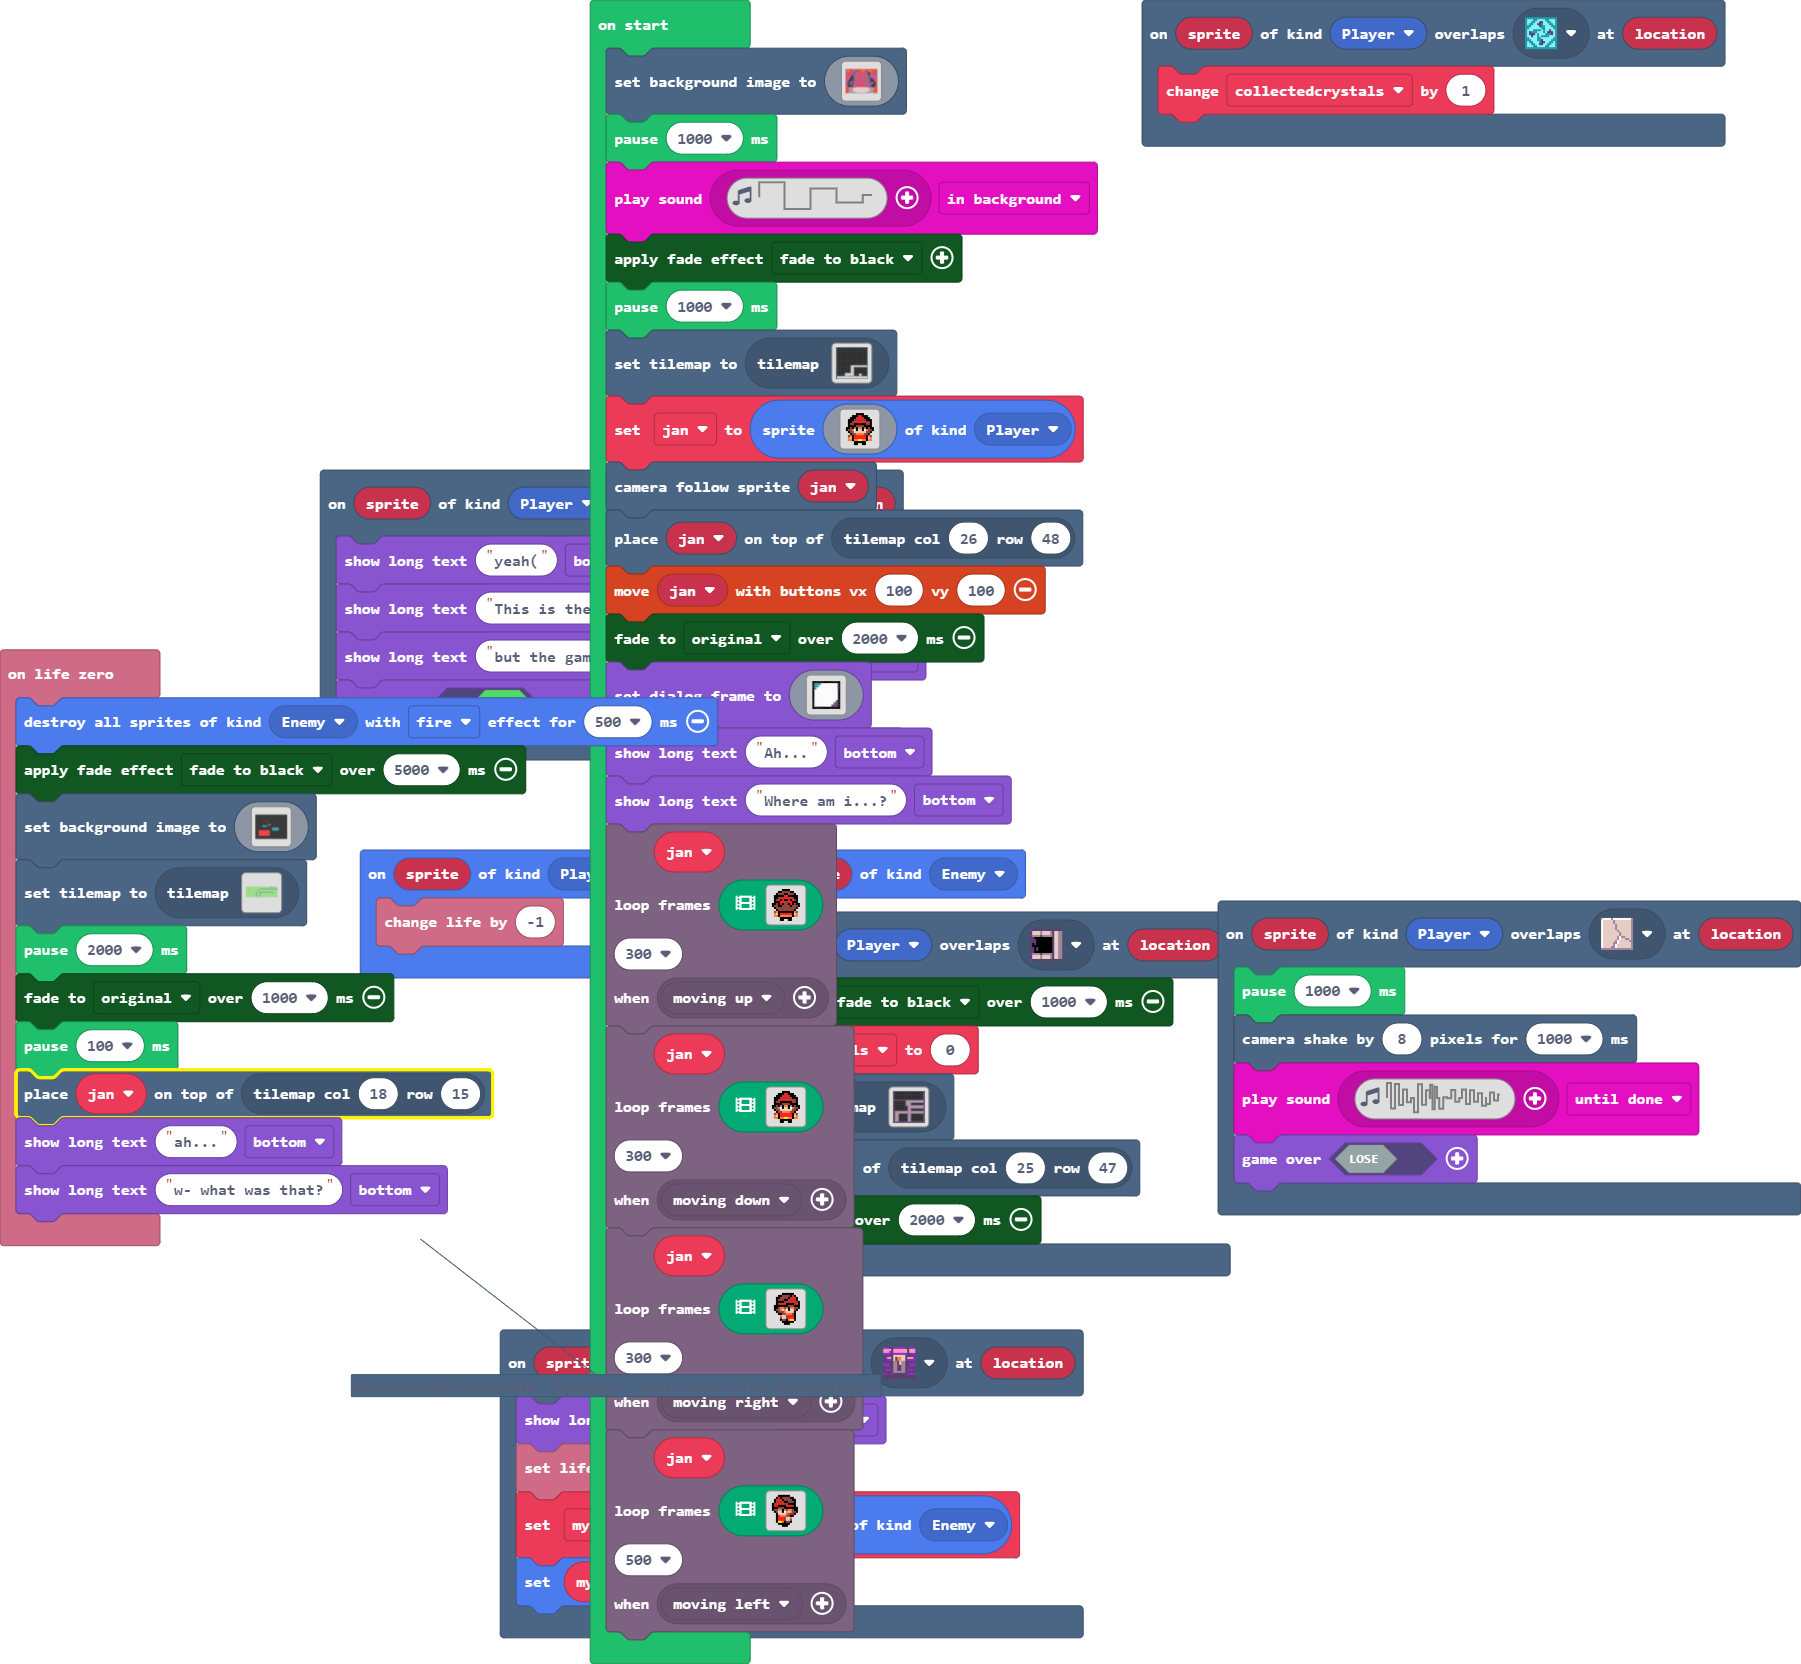 on start
set background image to
pause 1000 ms
play sound in background
apply fade effect fade to black
pause 1000 ms
set tilemap to tilemap
set jan to sprite of kind Player
camera follow sprite jan
place jan on top of tilemap col 26 row 48
move jan with buttons vx 100 vy 100
fade to original over 2000 ms
set dialog frame to
show long text "Ah..." bottom
show long text "Where am i...?" bottom
jan
loop frames
300
when moving up
jan
loop frames
300
when moving down
jan
loop frames
300
when moving right
jan
loop frames
500
when moving left
on sprite of kind Player overlaps at location
change collectedcrystals by 1
on sprite of kind Player
show long text "yeah(" bo
show long text "This is the
show long text "but the gam
on life zero
destroy all sprites of kind Enemy with fire effect for 500 ms
apply fade effect fade to black over 5000 ms
set background image to
set tilemap to tilemap
pause 2000 ms
fade to original over 1000 ms
pause 100 ms
place jan on top of tilemap col 18 row 15
show long text "ah..." bottom
show long text "w- what was that?" bottom
on sprite of kind Play of kind Enemy
change life by -1
Player overlaps at location
fade to black over 1000 ms
ls to 0
map
of tilemap col 25 row 47
over 2000 ms
on sprite of kind Player overlaps at location
pause 1000 ms
camera shake by 8 pixels for 1000 ms
play sound until done
game over LOSE
on sprit at location
show lon
set life
set my of kind Enemy
set my